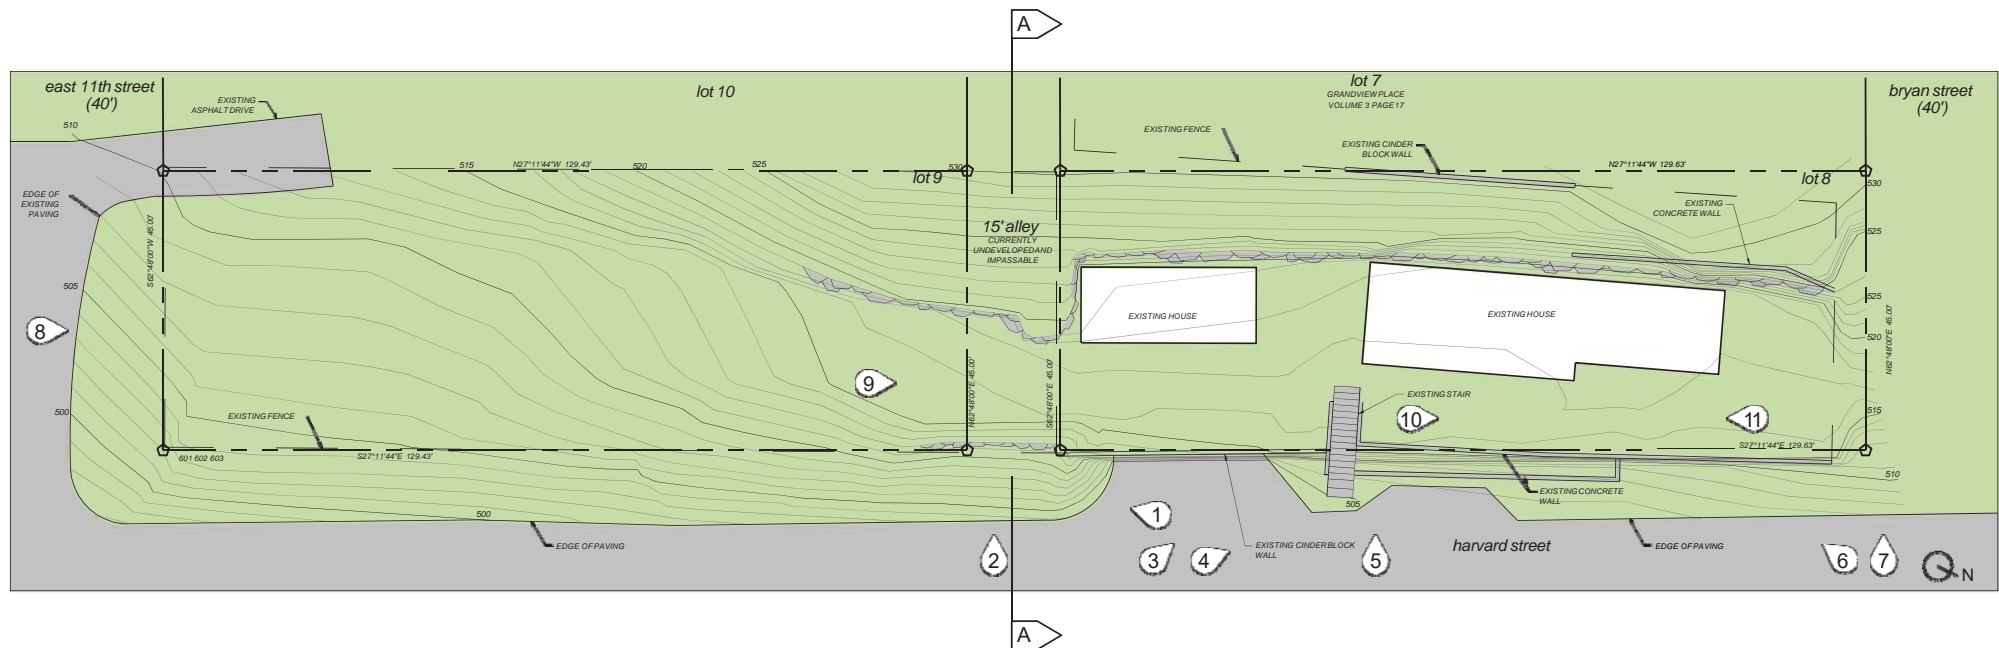 A
east 11th street
(40')
lot 10
lot 7
GRANDVIEW PLACE
VOLUME 3 PAGE 17
bryan street
(40')
EXISTING
ASPHALT DRIVE
510
EXISTING FENCE
EXISTING CINDER
BLOCK WALL
515
N27°11'44"W 129.43'
520
525
530
N27°11'44"W 129.63'
lot 9
lot 8
530
EDGE OF
EXISTING
PAVING
S62°48'00"W 45.00'
EXISTING
CONCRETE WALL
15' alley
CURRENTLY
UNDEVELOPED AND
IMPASSABLE
525
505
525
EXISTING HOUSE
EXISTING HOUSE
8
520
N62°48'00"E 45.00'
9
N62°48'00"E 45.00'
S62°48'00"E 45.00'
EXISTING STAIR
500
EXISTING FENCE
10
11
515
601 602 603
S27°11'44"E 129.43'
S27°11'44"E 129.63'
510
EXISTING CONCRETE
WALL
505
500
1
EDGE OF PAVING
2
3
4
EXISTING CINDER BLOCK
WALL
5
harvard street
EDGE OF PAVING
6
7
N
A